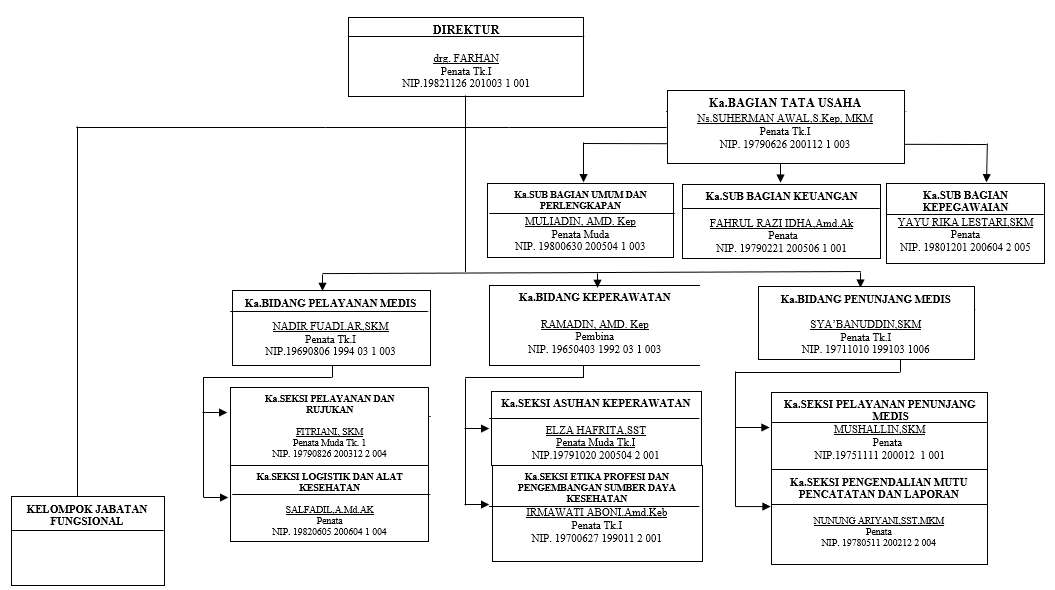 DIREKTUR
drg. FARHAN
Penata Tk.I
NIP.19821126 201003 1 001
Ka.BAGIAN TATA USAHA
Ns.SUHERMAN AWAL,S.Kep, MKM
Penata Tk.I
NIP. 19790626 200112 1 003
Ka.SUB BAGIAN UMUM DAN
PERLENGKAPAN
MULIADIN, AMD. Kep
Penata Muda
NIP. 19800630 200504 1 003
Ka.SUB BAGIAN KEUANGAN
FAHRUL RAZI IDHA,Amd.Ak
Penata
NIP. 19790221 200506 1 001
Ka.SUB BAGIAN
KEPEGAWAIAN
YAYU RIKA LESTARI,SKM
Penata
NIP. 19801201 200604 2 005
Ka.BIDANG PELAYANAN MEDIS
NADIR FUADI.AR,SKM
Penata Tk.I
NIP.19690806 1994 03 1 003
Ka.BIDANG KEPERAWATAN
RAMADIN, AMD. Kep
Pembina
NIP. 19650403 1992 03 1 003
Ka.BIDANG PENUNJANG MEDIS
SYA’BANUDDIN,SKM
Penata Tk.I
NIP. 19711010 199103 1006
Ka.SEKSI PELAYANAN DAN
RUJUKAN
FITRIANI, SKM
Penata Muda Tk. 1
NIP.19790826 200312 2 004
Ka.SEKSI LOGISTIK DAN ALAT
KESEHATAN
SALFADIL,A.Md.AK
Penata
NIP. 19820605 200604 1 004
Ka.SEKSI ASUHAN KEPERAWATAN
ELZA HAFRITA,SST
Penata Muda Tk.I
NIP.19791020 200504 2 001
Ka.SEKSI ETIKA PROFESI DAN
PENGEMBANGAN SUMBER DAYA
KESEHATAN
IRMAWATI ABONI.Amd.Keb
Penata Tk.I
NIP. 19700627 199011 2 001
Ka.SEKSI PELAYANAN PENUNJANG
MEDIS
MUSHALLIN,SKM
Penata
NIP.19751111 200012 1 001
Ka.SEKSI PENGENDALIAN MUTU
PENCATATAN DAN LAPORAN
NUNUNG ARIYANI,SST.MKM
Penata
NIP. 19780511 200212 2 004
KELOMPOK JABATAN
FUNGSIONAL